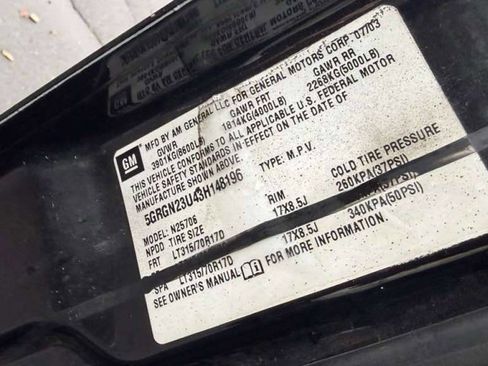 GM
MFD BY AM GENERAL LLC FOR GENERAL MOTORS CORP 07/03
GVWR GAWR FRT GAWR RR
3901KG(8600LB) 1814KG(4000LB) 2268KG(5000LB)
THIS VEHICLE CONFORMS TO ALL APPLICABLE U.S. FEDERAL MOTOR
VEHICLE SAFETY STANDARDS IN EFFECT ON THE DATE OF
MANUFACTURE SHOWN ABOVE.
5GRGN23U43H148196 TYPE: M.P.V.
MODEL: N25706
NPDD TIRE SIZE RIM COLD TIRE PRESSURE
FRT LT315/70R17D 17X8.5J 260KPA(37PSI)
SPA LT315/70R17D 17X8.5J 340KPA(50PSI)
SEE OWNER'S MANUAL FOR MORE INFORMATION.